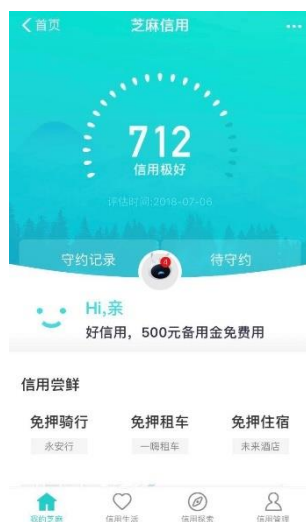 首页 芝麻信用
712
信用极好
评估时间:2018-07-06
守约记录 4 待守约
Hi,亲
好信用，500元备用金免费用
信用尝鲜
免押骑行 免押租车 免押住宿
永安行 一嗨租车 未来酒店
我的芝麻 信用生活 信用探索 信用管理